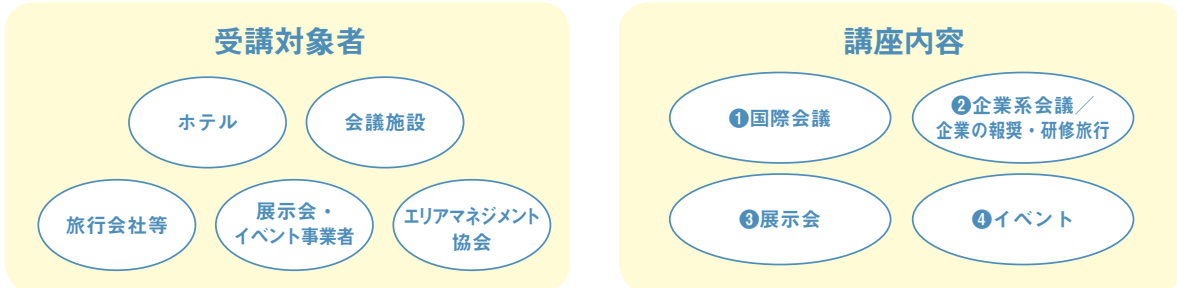 受講対象者
ホテル
会議施設
旅行会社等
展示会・
イベント事業者
エリアマネジメント
協会
講座内容
❶国際会議
❷企業系会議／
企業の報奨・研修旅行
❸展示会
❹イベント